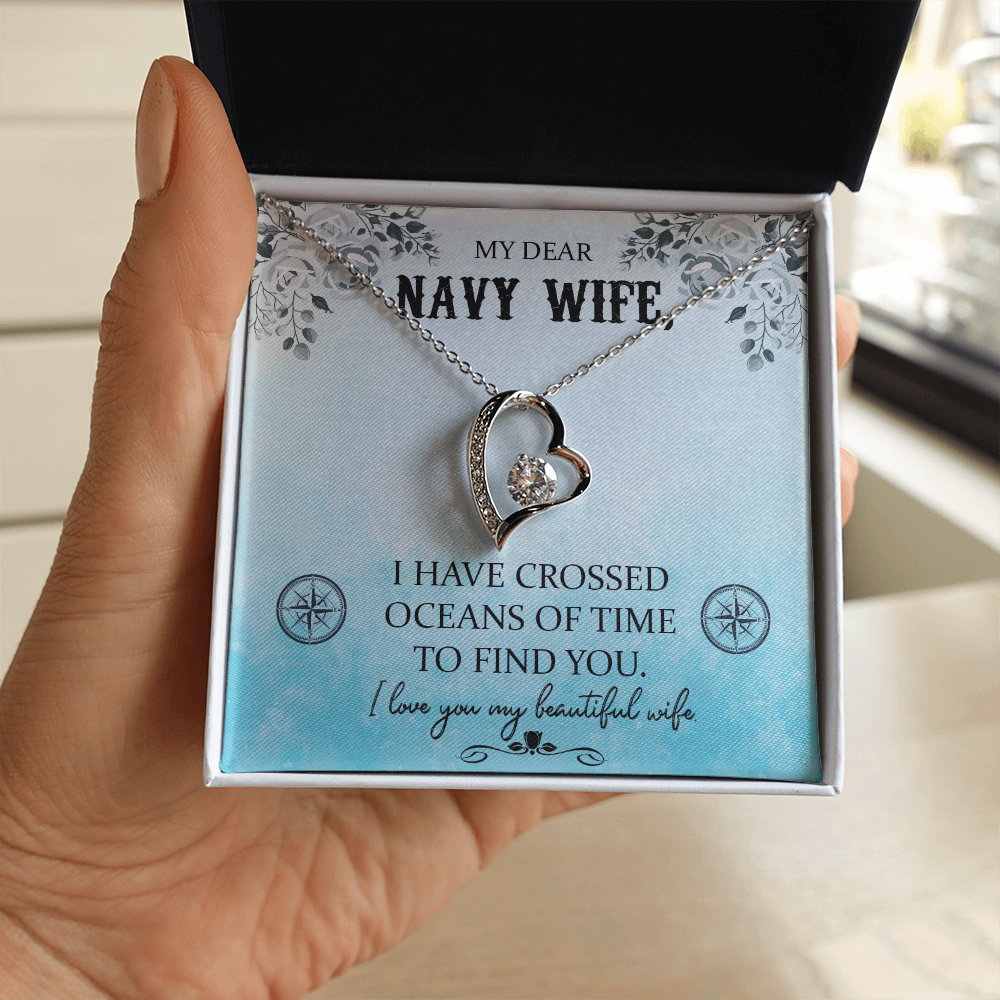 MY DEAR
NAVY WIFE,
I HAVE CROSSED
OCEANS OF TIME
TO FIND YOU.
I love you my beautiful wife.